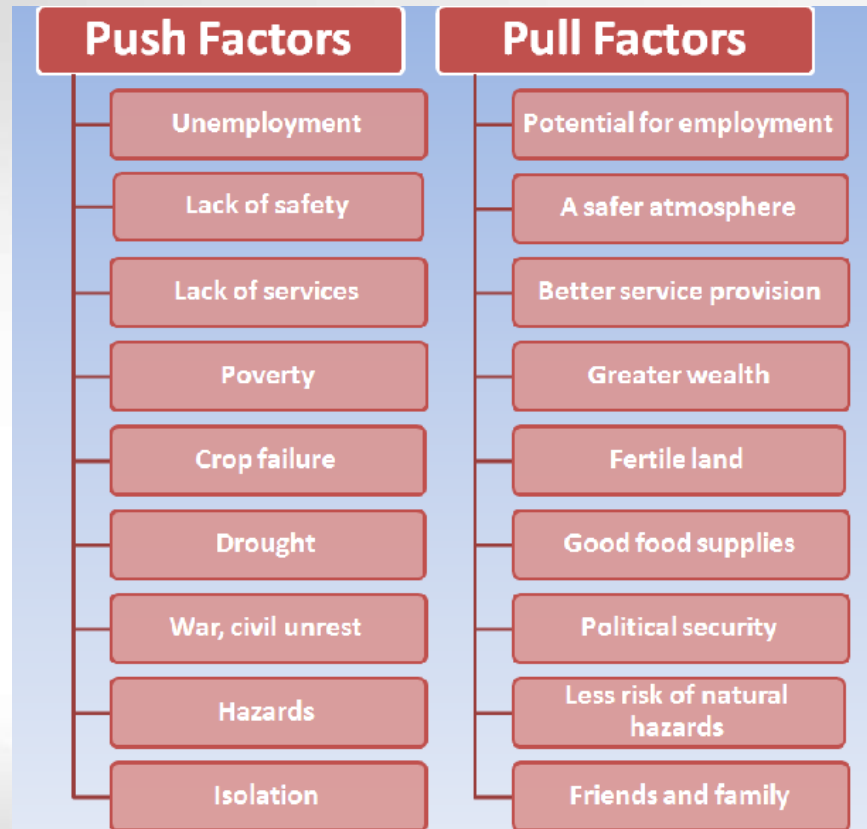 Push Factors
Unemployment
Lack of safety
Lack of services
Poverty
Crop failure
Drought
War, civil unrest
Hazards
Isolation
Pull Factors
Potential for employment
A safer atmosphere
Better service provision
Greater wealth
Fertile land
Good food supplies
Political security
Less risk of natural
hazards
Friends and family